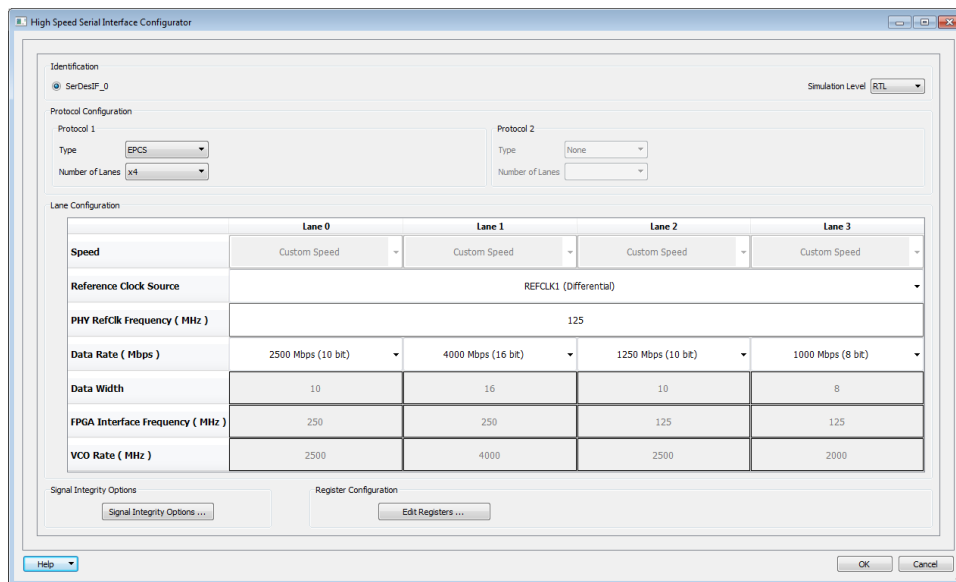 High Speed Serial Interface Configurator
Identification
SerDesIF_0
Simulation Level RTL
Protocol Configuration
Protocol 1
Type EPCS
Number of Lanes x4
Protocol 2
Type None
Number of Lanes
Lane Configuration
Lane 0 Lane 1 Lane 2 Lane 3
Speed Custom Speed Custom Speed Custom Speed Custom Speed
Reference Clock Source REFCLK1 (Differential)
PHY RefClk Frequency ( MHz ) 125
Data Rate ( Mbps ) 2500 Mbps (10 bit) 4000 Mbps (16 bit) 1250 Mbps (10 bit) 1000 Mbps (8 bit)
Data Width 10 16 10 8
FPGA Interface Frequency ( MHz ) 250 250 125 125
VCO Rate ( MHz ) 2500 4000 2500 2000
Signal Integrity Options
Signal Integrity Options ...
Register Configuration
Edit Registers ...
Help OK Cancel